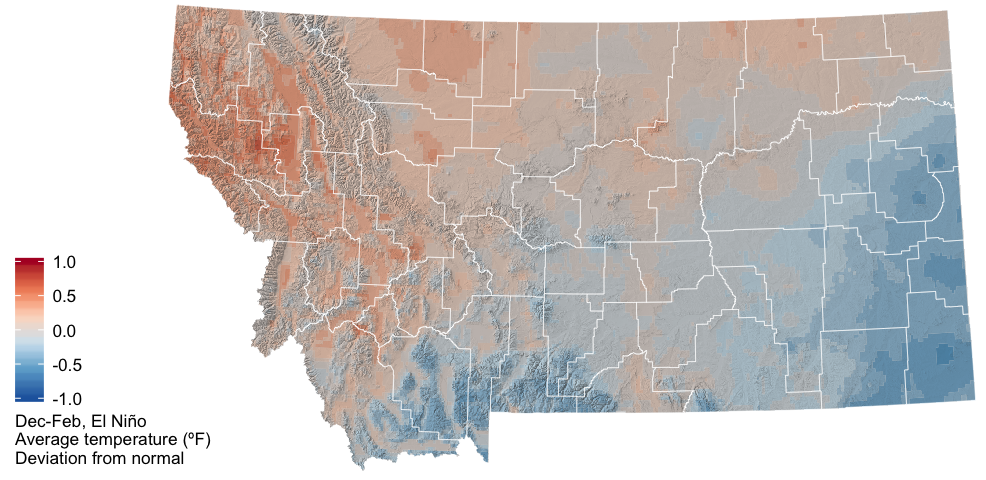 1.0
0.5
0.0
-0.5
-1.0
Dec-Feb, El Niño
Average temperature (ºF)
Deviation from normal